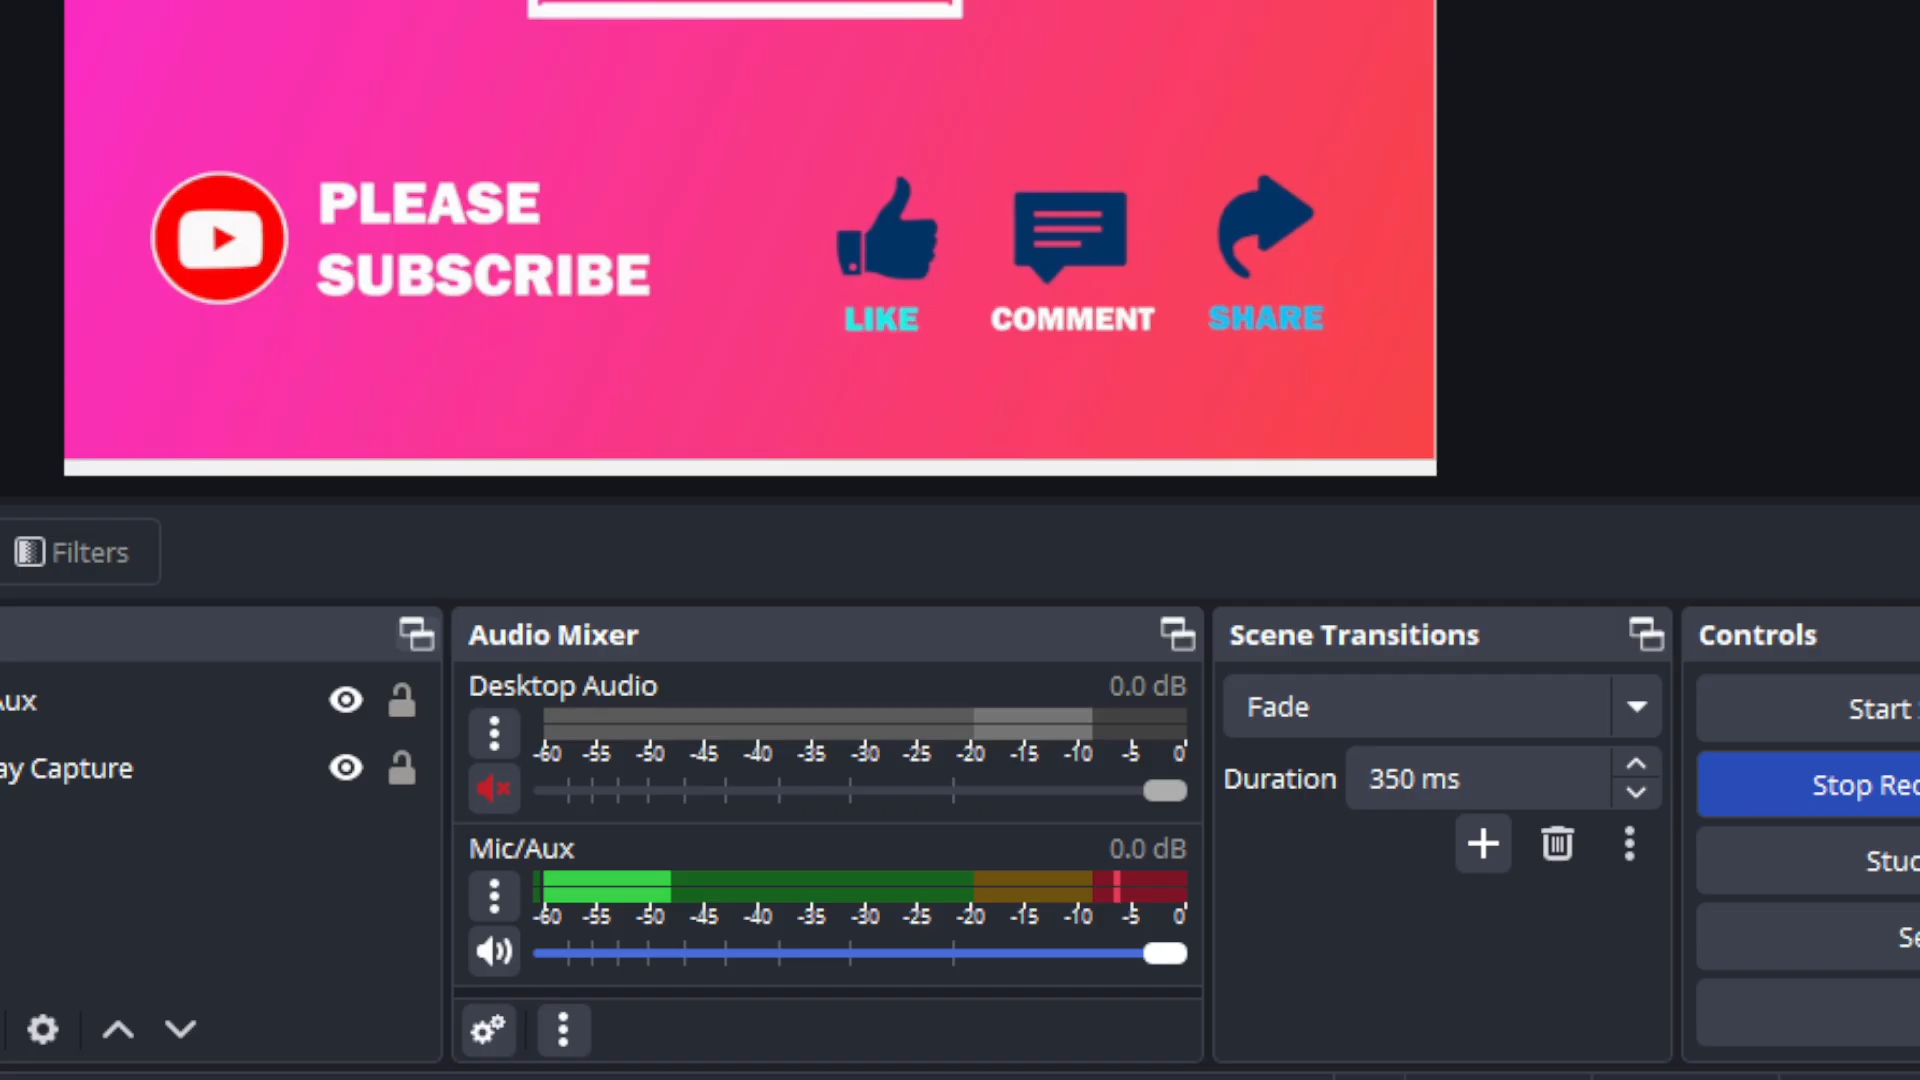 PLEASE
SUBSCRIBE
LIKE
COMMENT
SHARE
Filters
Audio Mixer
Scene Transitions
Controls
ux
ay Capture
Desktop Audio
0.0 dB
-60 -55 -50 -45 -40 -35 -30 -25 -20 -15 -10 -5 0
Mic/Aux
0.0 dB
-60 -55 -50 -45 -40 -35 -30 -25 -20 -15 -10 -5 0
Fade
Duration
350 ms
Start
Stop Rec
Stud
Se